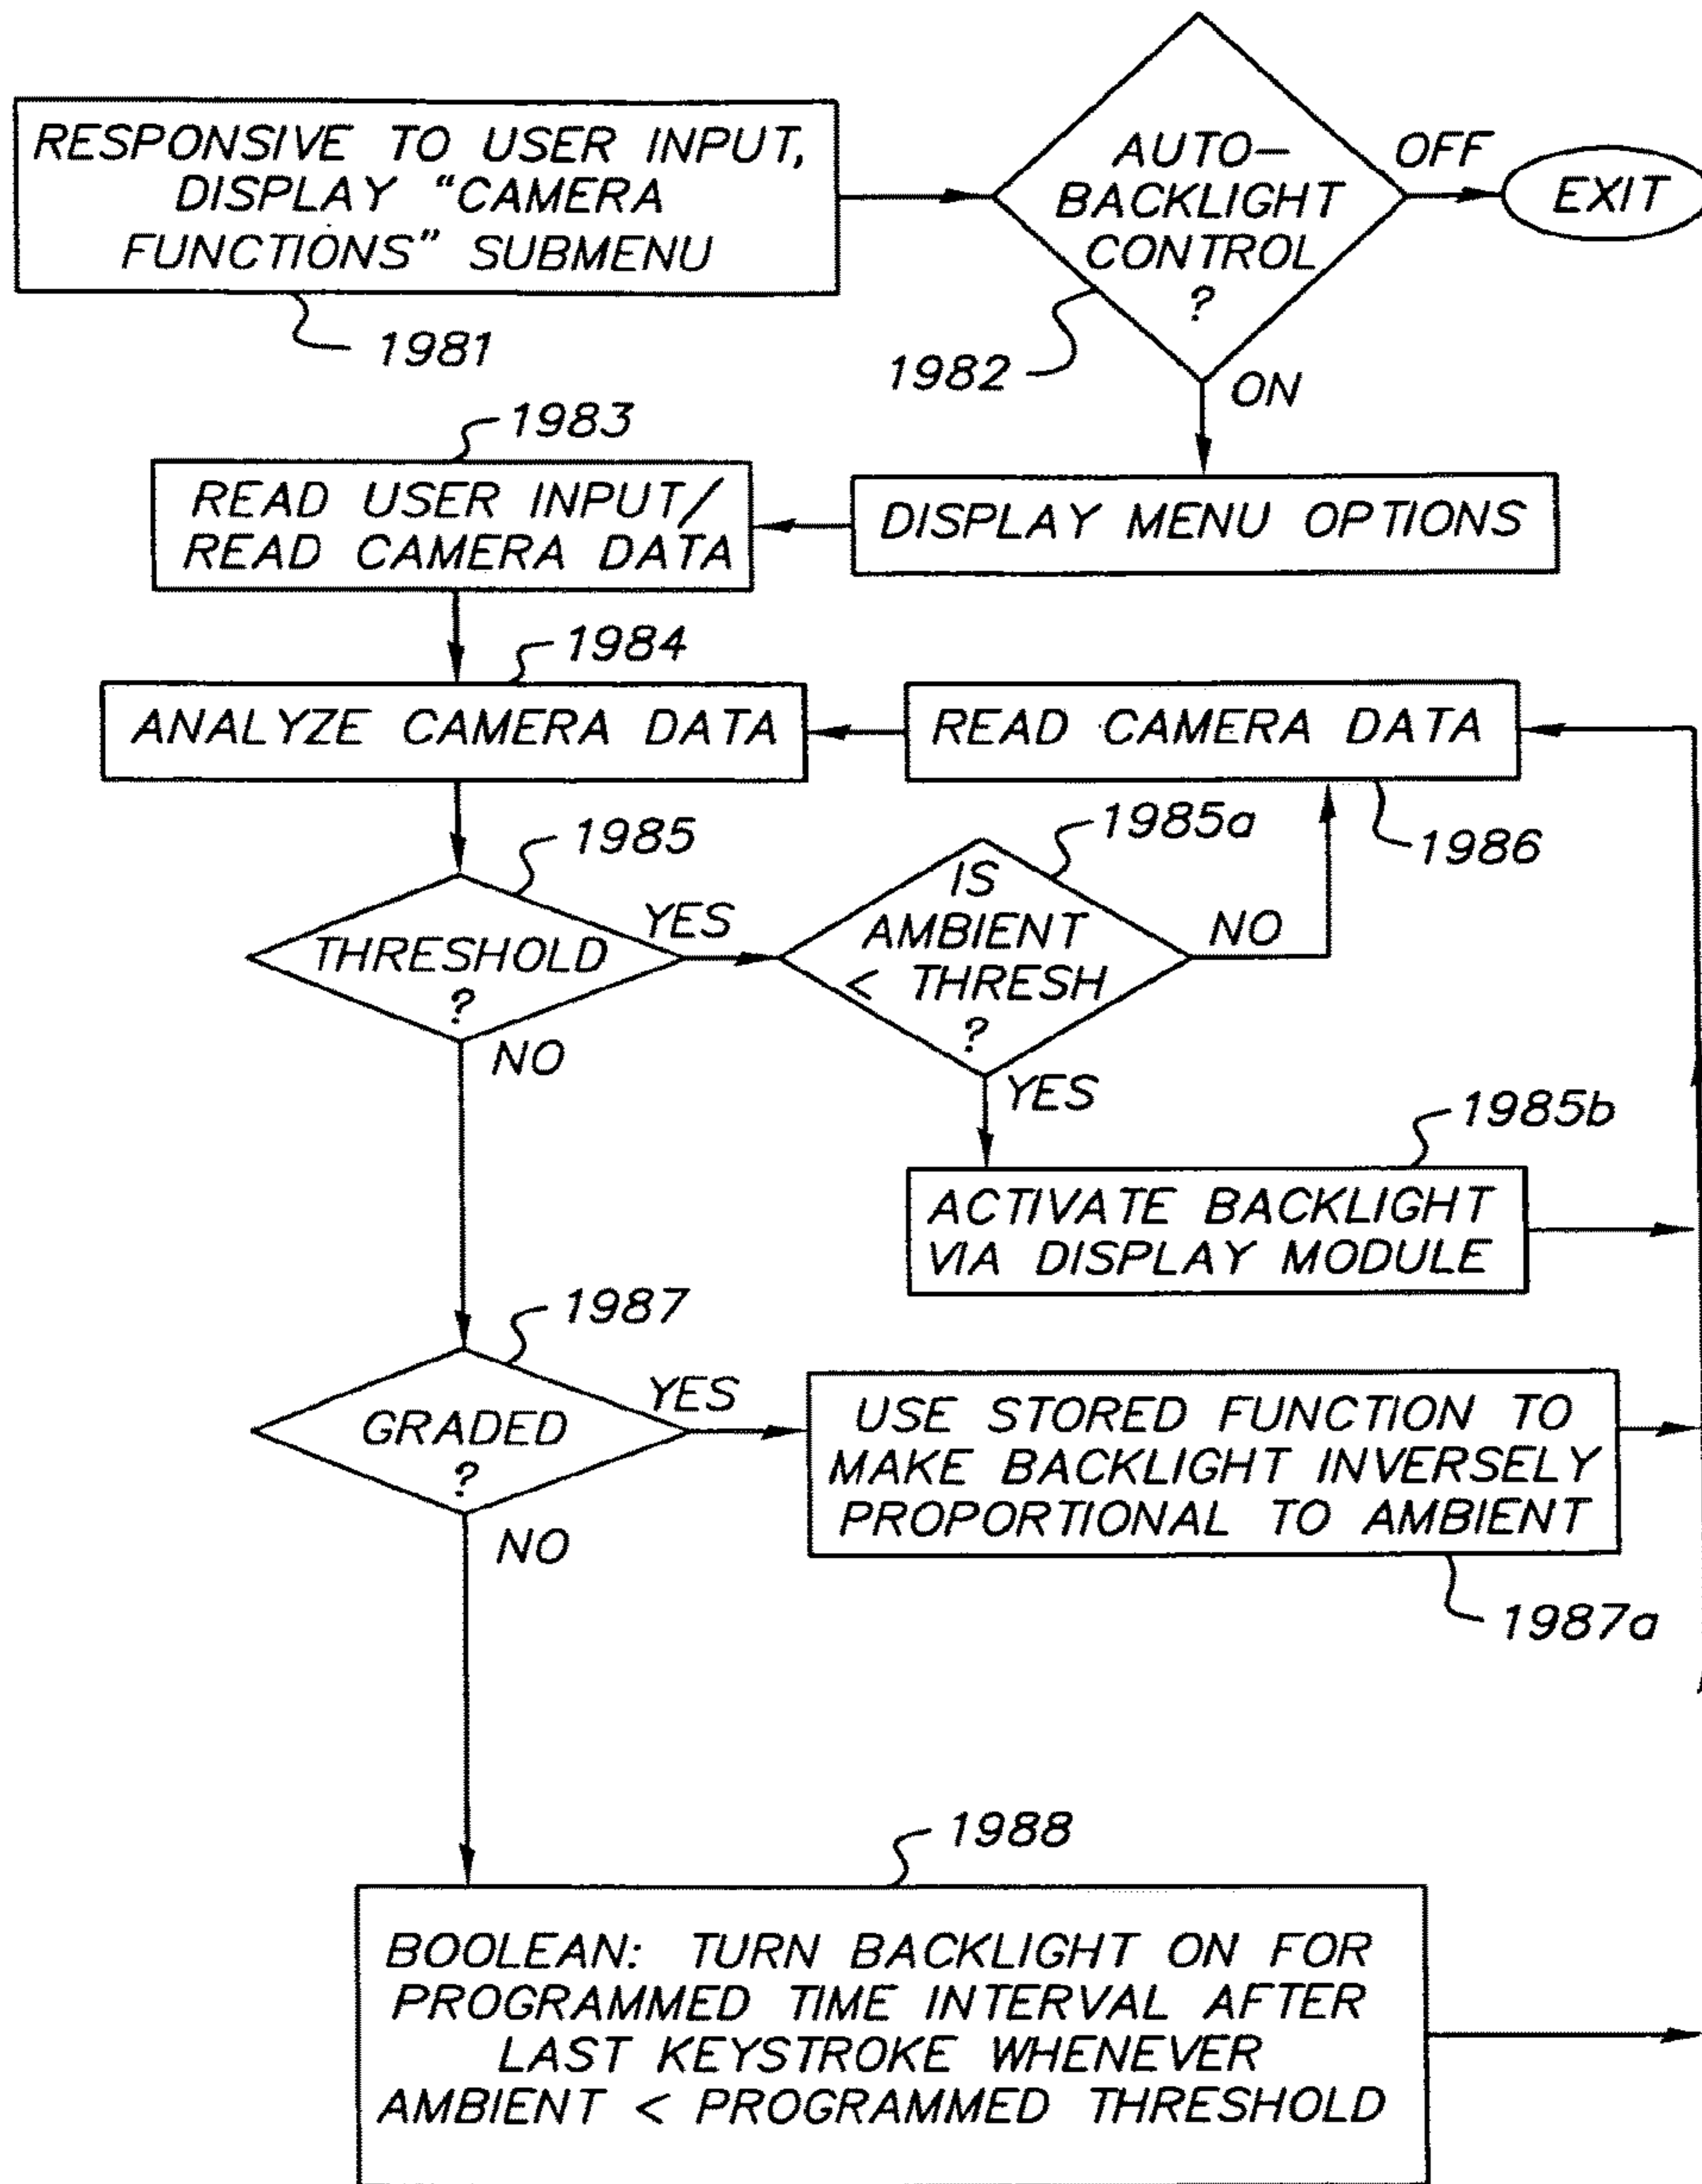 RESPONSIVE TO USER INPUT,
DISPLAY "CAMERA
FUNCTIONS" SUBMENU
1981
AUTO-
BACKLIGHT
CONTROL
?
1982
OFF
EXIT
ON
DISPLAY MENU OPTIONS
1983
READ USER INPUT/
READ CAMERA DATA
1984
ANALYZE CAMERA DATA
READ CAMERA DATA
1986
1985
THRESHOLD
?
YES
NO
1985a
IS
AMBIENT
< THRESH
?
NO
YES
1985b
ACTIVATE BACKLIGHT
VIA DISPLAY MODULE
1987
GRADED
?
YES
NO
USE STORED FUNCTION TO
MAKE BACKLIGHT INVERSELY
PROPORTIONAL TO AMBIENT
1987a
1988
BOOLEAN: TURN BACKLIGHT ON FOR
PROGRAMMED TIME INTERVAL AFTER
LAST KEYSTROKE WHENEVER
AMBIENT < PROGRAMMED THRESHOLD